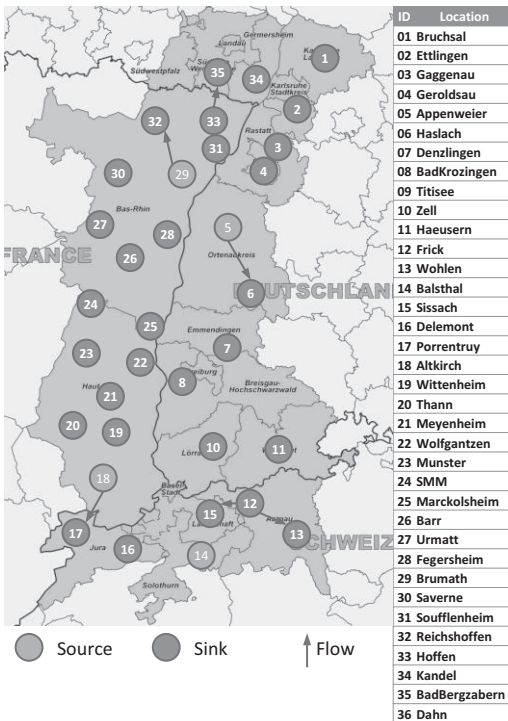 ID Location
01 Bruchsal
02 Ettlingen
03 Gaggenau
04 Geroldsau
05 Appenweier
06 Haslach
07 Denzlingen
08 BadKrozingen
09 Titisee
10 Zell
11 Haeusern
12 Frick
13 Wohlen
14 Balsthal
15 Sissach
16 Delemont
17 Porrentruy
18 Altkirch
19 Wittenheim
20 Thann
21 Meyenheim
22 Wolfgantzen
23 Munster
24 SMM
25 Marckolsheim
26 Barr
27 Urmatt
28 Fegersheim
29 Brumath
30 Saverne
31 Soufflenheim
32 Reichshoffen
33 Hoffen
34 Kandel
35 BadBergzabern
36 Dahn
Germersheim
Landau
1
Südwestpfalz
35
34
Karlsruhe
Stadtkreis
2
32
33
Rastatt
31
3
4
30
29
Bas-Rhin
27
28
5
FRANCE
26
Ortenaukreis
6
24
25
Emmendingen
7
23
22
8
Breisgau-
Hochschwarzwald
21
20
19
10
11
18
Basel-
Stadt
12
15
17
Jura
16
14
13
SCHWEIZ
Solothurn
Source
Sink
Flow